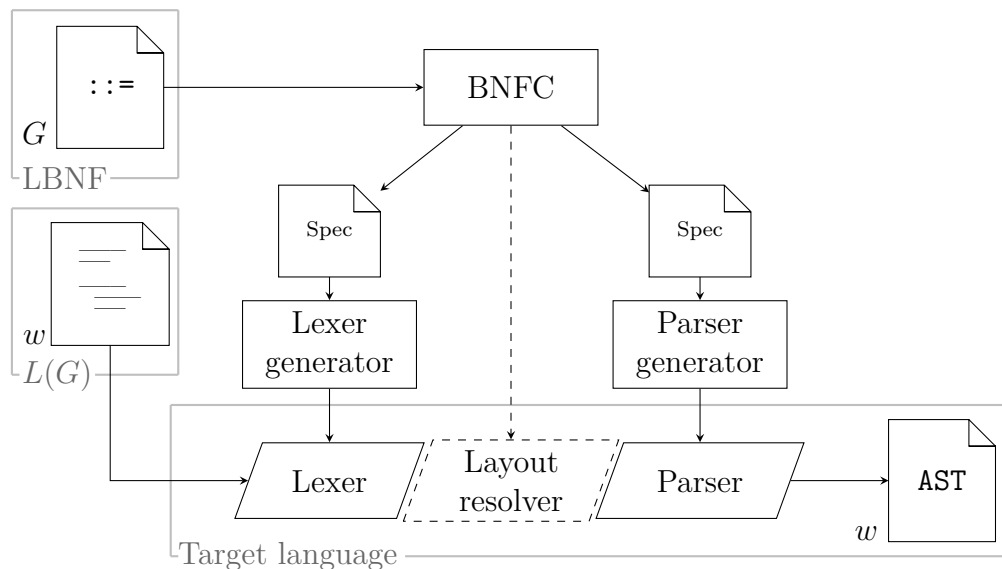 ::=
G
LBNF
BNFC
Spec
Spec
w
L(G)
Lexer
generator
Parser
generator
Lexer
Layout
resolver
Parser
AST
w
Target language